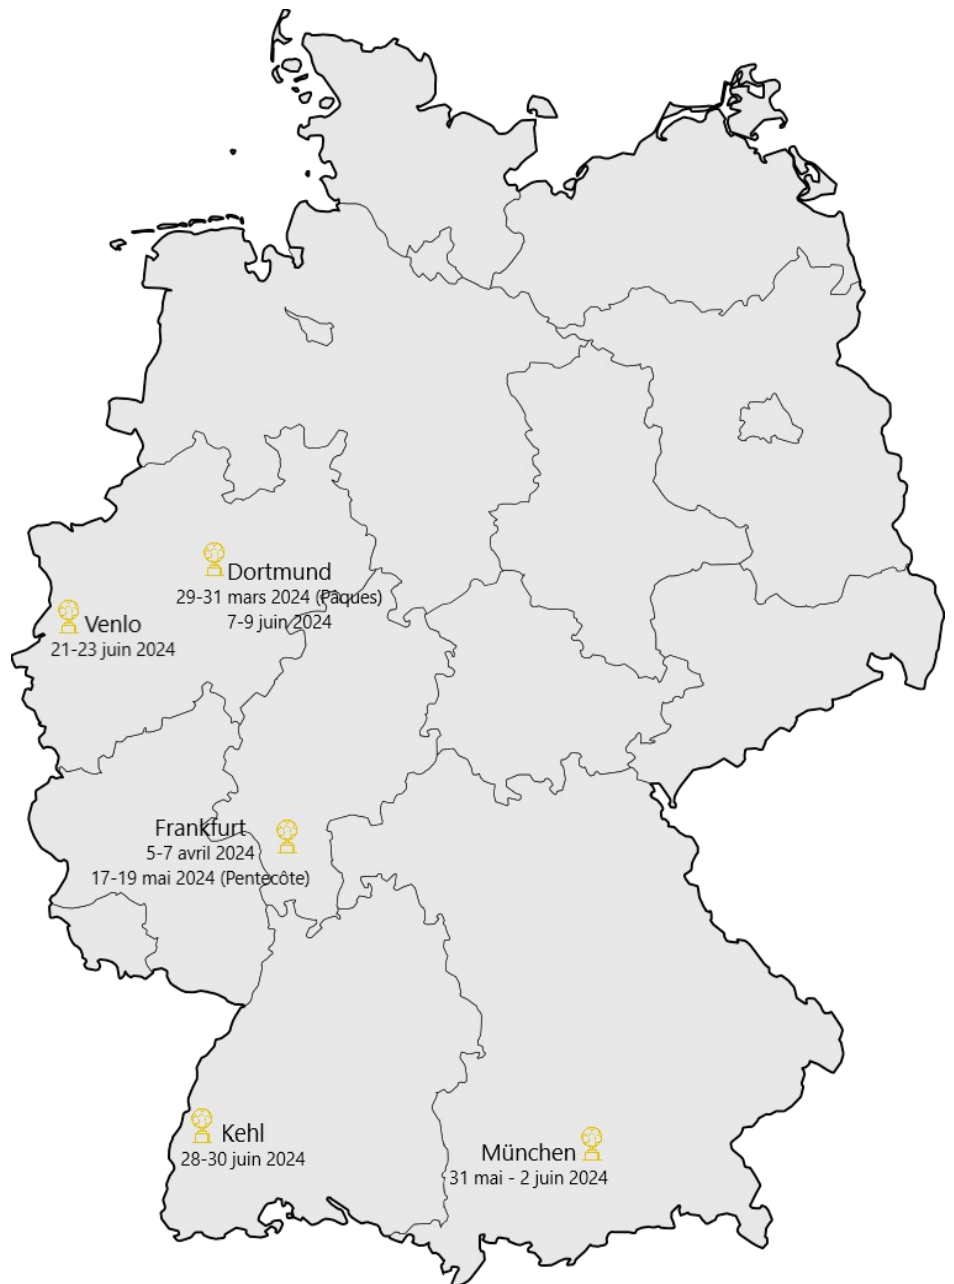 Dortmund
29-31 mars 2024 (Pâques)
7-9 juin 2024
Venlo
21-23 juin 2024
Frankfurt
5-7 avril 2024
17-19 mai 2024 (Pentecôte)
Kehl
28-30 juin 2024
München
31 mai - 2 juin 2024